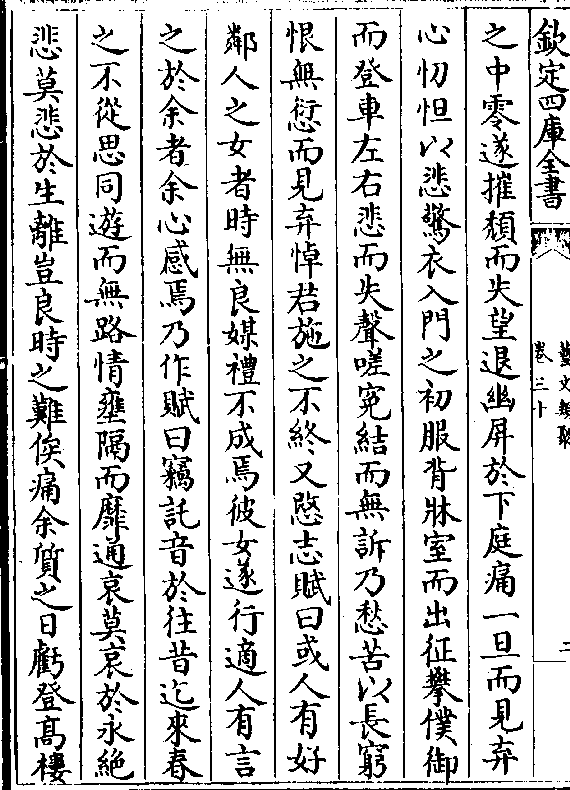 欽定四庫全書
藝文類聚
卷三十
二
之中零遂摧頽而失望退幽屏於下庭痛一旦而見弃
心忉怛以悲驚衣入門之初服背牀室而出征攀僕御
而登車左右悲而失聲嗟寃結而無訴乃愁苦以長窮
恨無愆而見弃悼君施之不終又愍志賦曰或人有好
鄰人之女者時無良媒禮不成焉彼女遂行適人有言
之於余者余心感焉乃作賦曰竊託音於往昔迄來春
之不從思同遊而無路情壅隔而靡通哀莫哀於永絶
悲莫悲於生離豈良時之難俟痛余質之日虧登髙樓